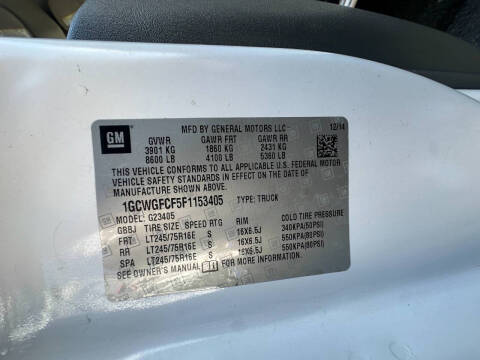 GM
MFD BY GENERAL MOTORS LLC 12/14
GVWR GAWR FRT GAWR RR
3901 KG 1860 KG 2431 KG
8600 LB 4100 LB 5360 LB
THIS VEHICLE CONFORMS TO ALL APPLICABLE U.S. FEDERAL MOTOR
VEHICLE SAFETY STANDARDS IN EFFECT ON THE DATE OF
MANUFACTURE SHOWN ABOVE.
1GCWGFCF5F1153405 TYPE: TRUCK
MODEL: G23405
GBBJ TIRE SIZE SPEED RTG RIM COLD TIRE PRESSURE
FRT LT245/75R16E S 16X6.5J 340KPA(50PSI)
RR LT245/75R16E S 16X6.5J 550KPA(80PSI)
SPA LT245/75R16E S 16X6.5J 550KPA(80PSI)
SEE OWNER'S MANUAL FOR MORE INFORMATION.